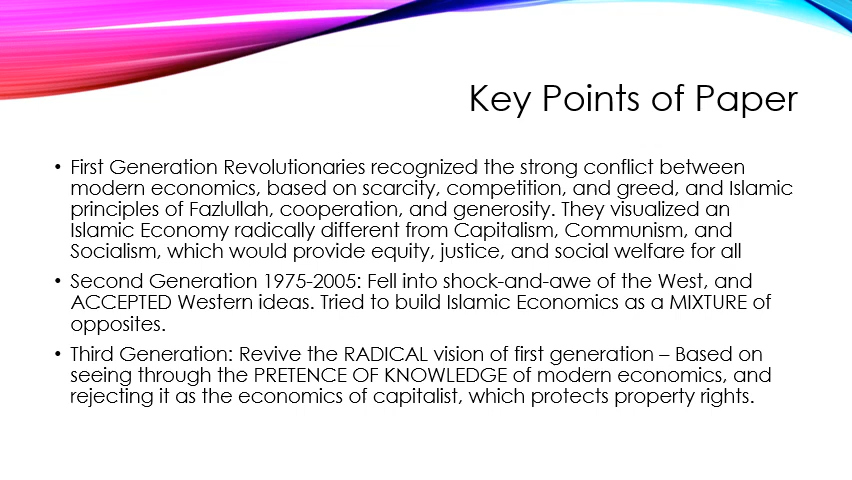 Key Points of Paper
• First Generation Revolutionaries recognized the strong conflict between
modern economics, based on scarcity, competition, and greed, and Islamic
principles of Fazlullah, cooperation, and generosity. They visualized an
Islamic Economy radically different from Capitalism, Communism, and
Socialism, which would provide equity, justice, and social welfare for all
• Second Generation 1975-2005: Fell into shock-and-awe of the West, and
ACCEPTED Western ideas. Tried to build Islamic Economics as a MIXTURE of
opposites.
• Third Generation: Revive the RADICAL vision of first generation – Based on
seeing through the PRETENCE OF KNOWLEDGE of modern economics, and
rejecting it as the economics of capitalist, which protects property rights.